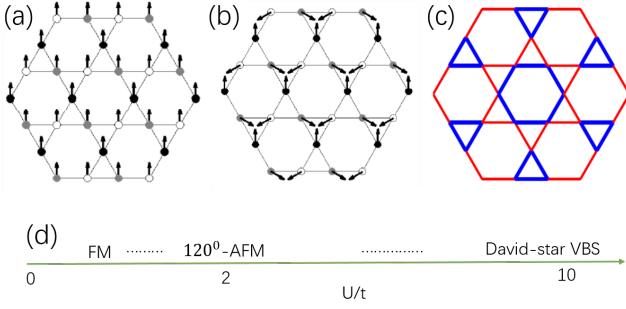 (a)
(b)
(c)
(d)
FM ......... 120⁰-AFM .............. David-star VBS
0 2 10
U/t